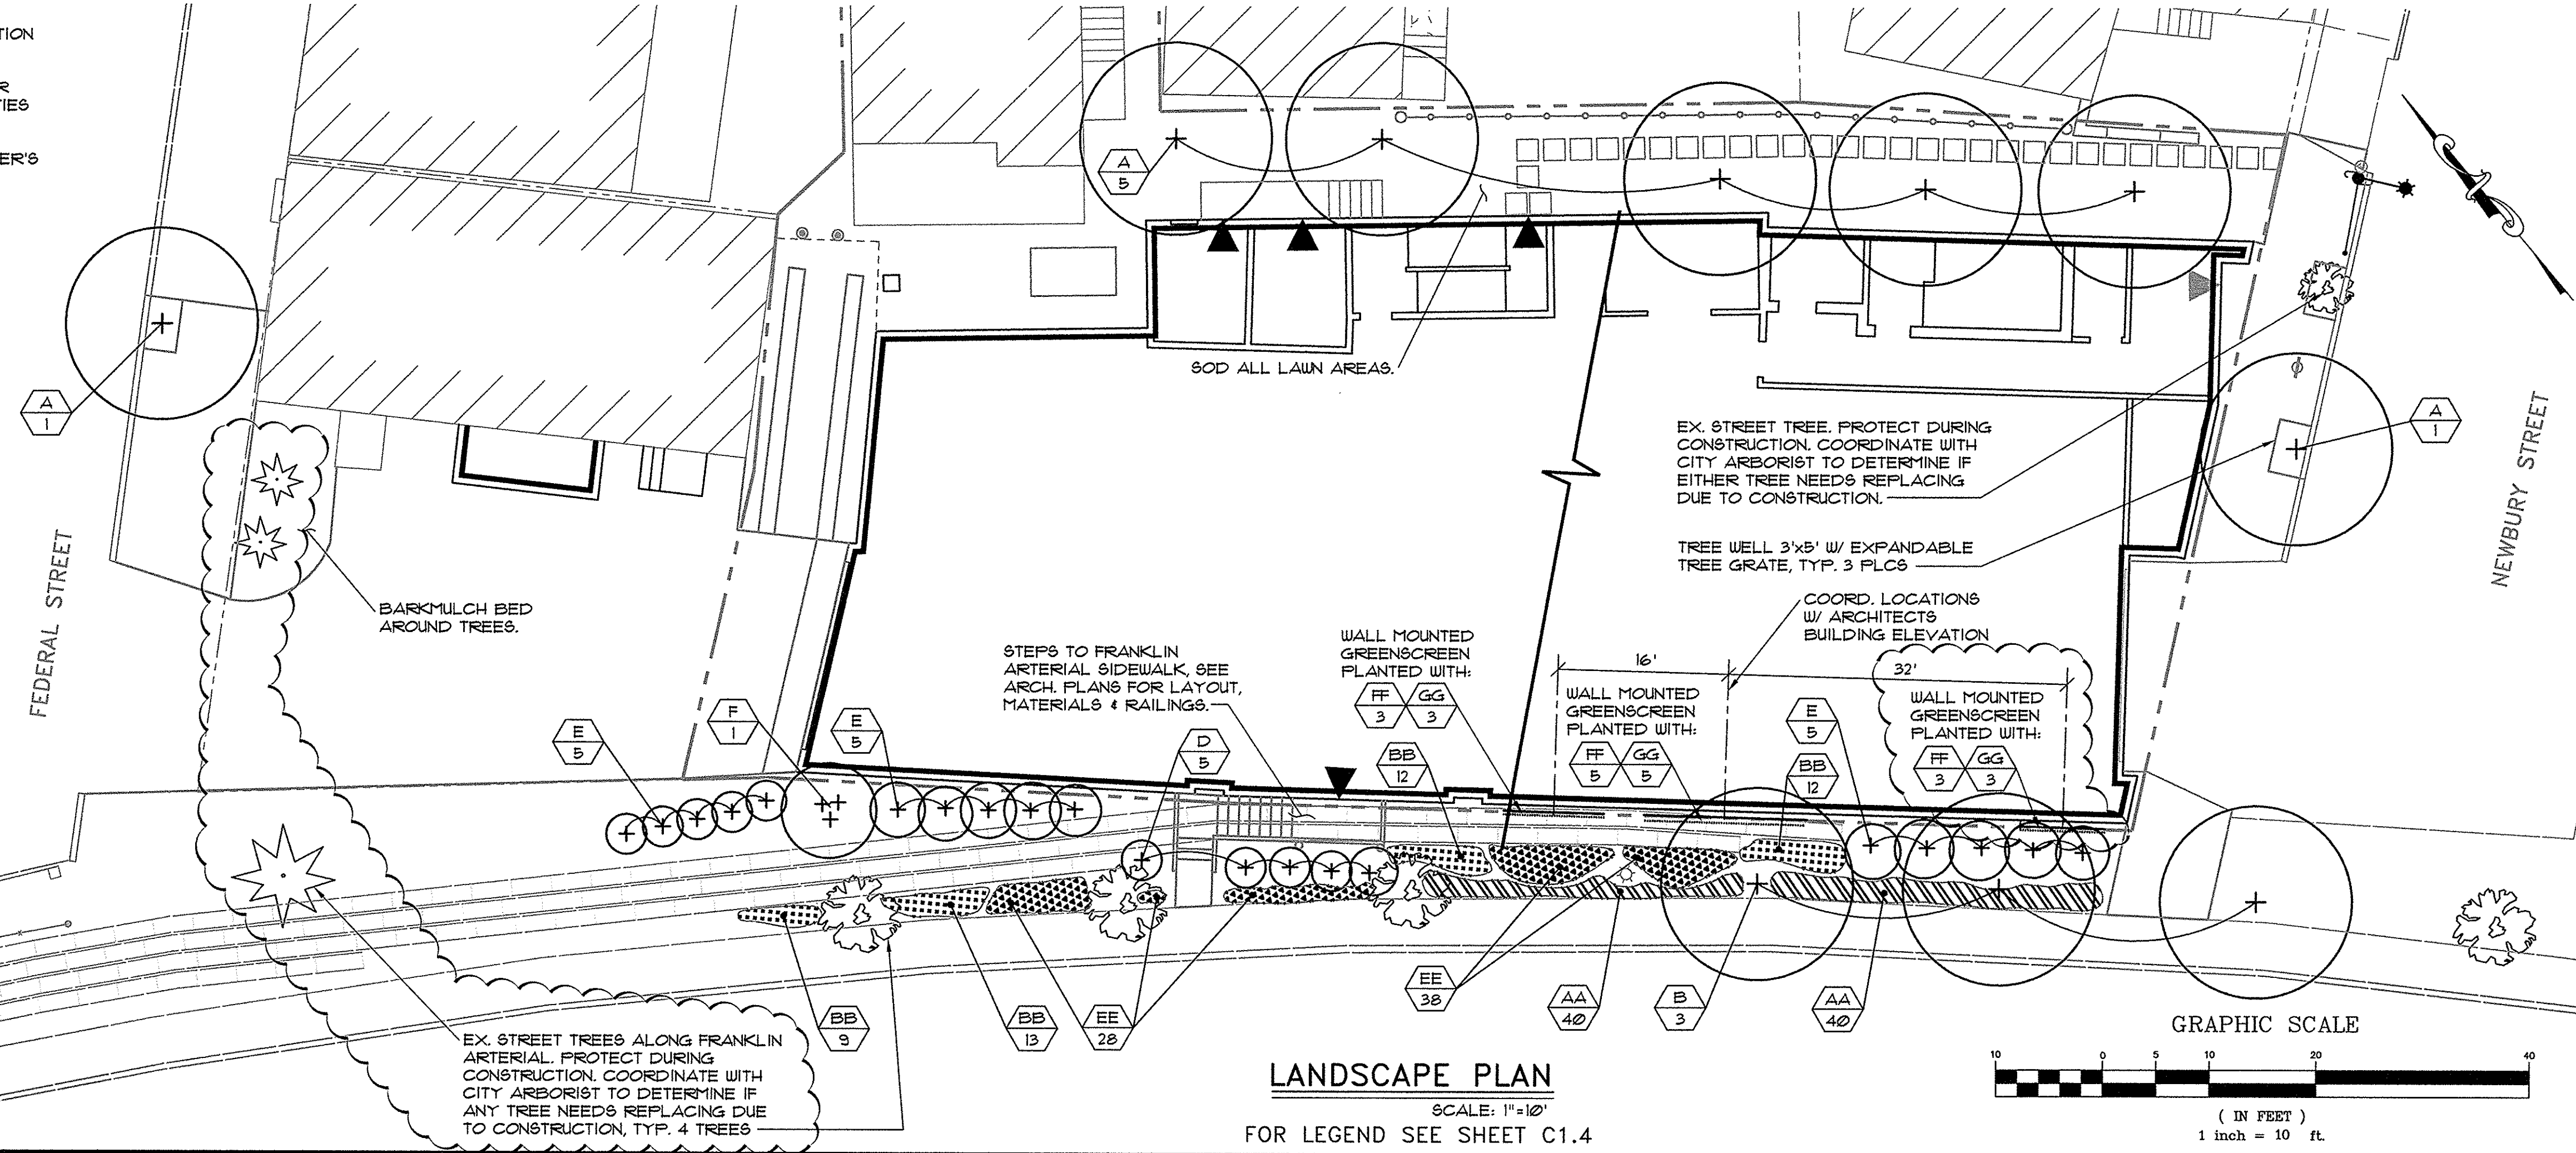 TION
R
TIES
ER'S
A
5
A
1
SOD ALL LAWN AREAS.
EX. STREET TREE. PROTECT DURING
CONSTRUCTION. COORDINATE WITH
CITY ARBORIST TO DETERMINE IF
EITHER TREE NEEDS REPLACING
DUE TO CONSTRUCTION.
A
1
NEWBURY STREET
TREE WELL 3'x5' W/ EXPANDABLE
TREE GRATE, TYP. 3 PLCS
FEDERAL STREET
BARKMULCH BED
AROUND TREES.
COORD. LOCATIONS
W/ ARCHITECTS
BUILDING ELEVATION
STEPS TO FRANKLIN
ARTERIAL SIDEWALK, SEE
ARCH. PLANS FOR LAYOUT,
MATERIALS & RAILINGS.
WALL MOUNTED
GREENSCREEN
PLANTED WITH:
FF GG
3 3
16'
32'
WALL MOUNTED
GREENSCREEN
PLANTED WITH:
FF GG
5 5
WALL MOUNTED
GREENSCREEN
PLANTED WITH:
FF GG
3 3
E
5
F
1
E
5
D
5
BB
12
E
5
BB
12
BB
9
BB
13
EE
28
EE
38
AA
40
B
3
AA
40
EX. STREET TREES ALONG FRANKLIN
ARTERIAL. PROTECT DURING
CONSTRUCTION. COORDINATE WITH
CITY ARBORIST TO DETERMINE IF
ANY TREE NEEDS REPLACING DUE
TO CONSTRUCTION, TYP. 4 TREES
LANDSCAPE PLAN
SCALE: 1"=10'
FOR LEGEND SEE SHEET C1.4
GRAPHIC SCALE
10 0 5 10 20 40
( IN FEET )
1 inch = 10 ft.